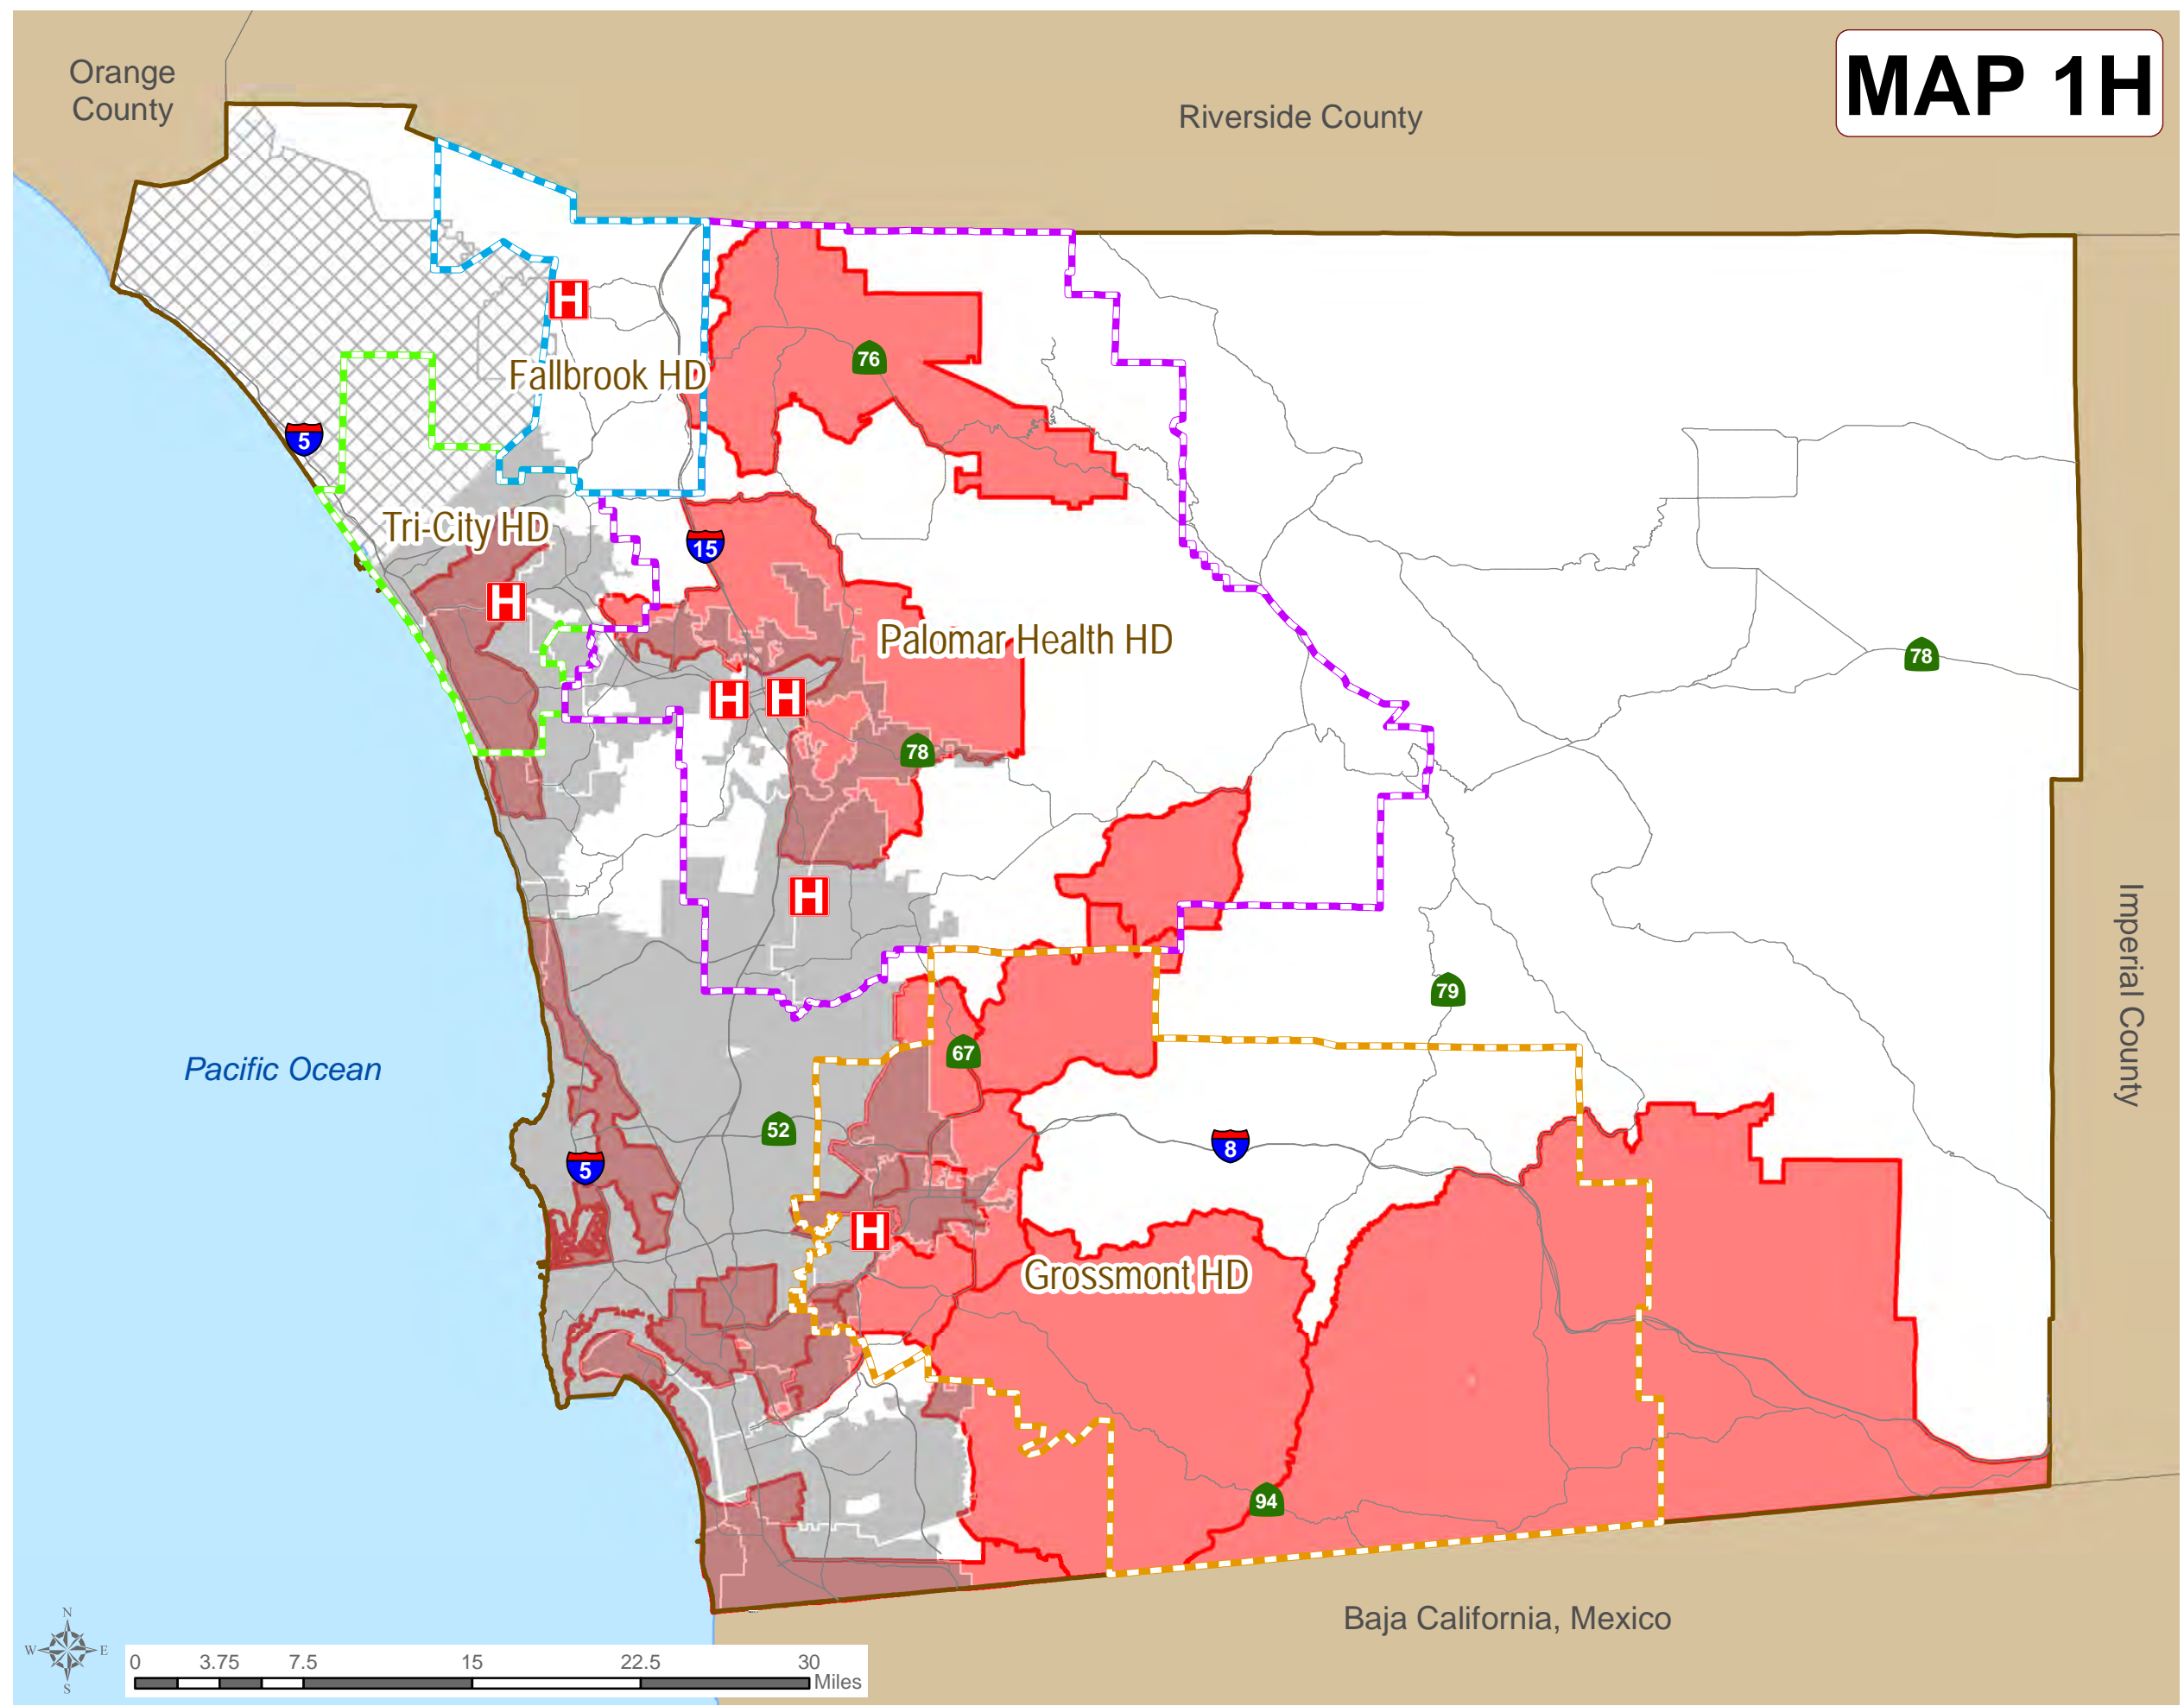 MAP 1H
Orange
County
Riverside County
H
76
Fallbrook HD
5
Tri-City HD
15
H
Palomar Health HD
78
H
H
78
H
Imperial County
79
67
Pacific Ocean
52
8
5
H
Grossmont HD
94
Baja California, Mexico
N
W
E
S
0 3.75 7.5 15 22.5 30
Miles